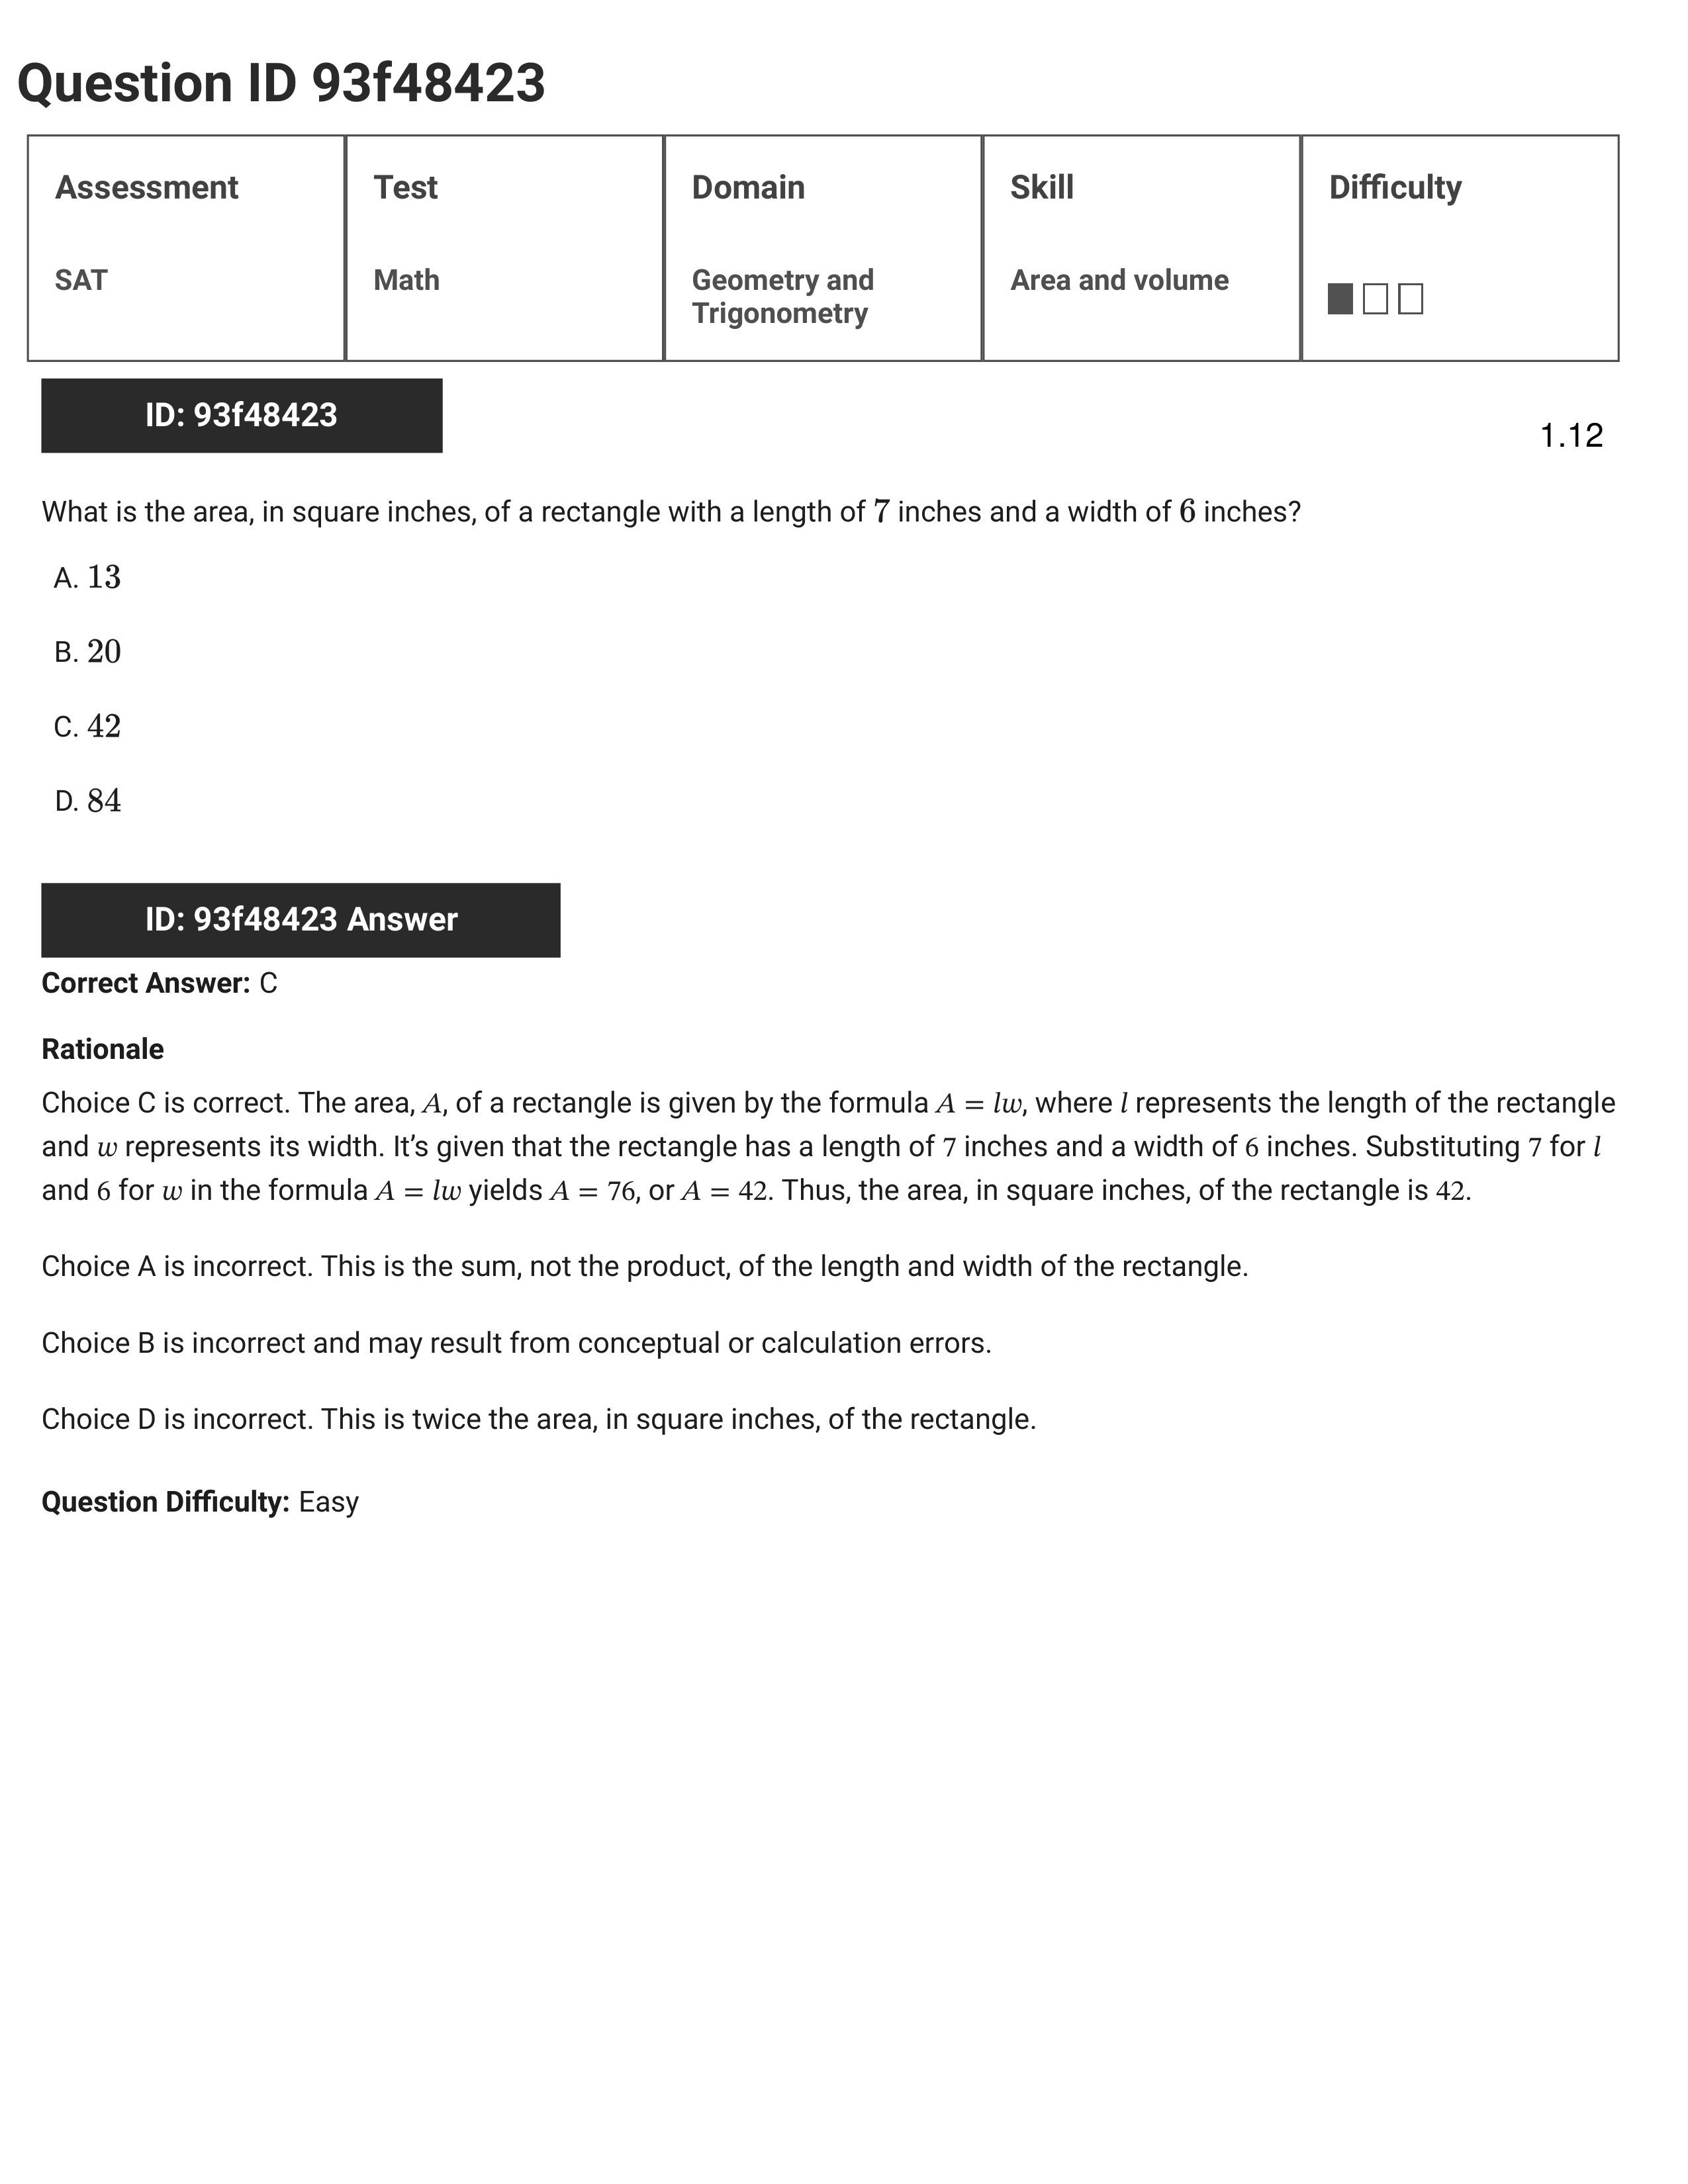 Question ID 93f48423
Assessment
Test
Domain
Skill
Difficulty
SAT
Math
Geometry and
Trigonometry
Area and volume
ID: 93f48423
1.12
What is the area, in square inches, of a rectangle with a length of 7 inches and a width of 6 inches?
A. 13
B. 20
C. 42
D. 84
ID: 93f48423 Answer
Correct Answer: C
Rationale
Choice C is correct. The area, A, of a rectangle is given by the formula A = lw, where l represents the length of the rectangle
and w represents its width. It’s given that the rectangle has a length of 7 inches and a width of 6 inches. Substituting 7 for l
and 6 for w in the formula A = lw yields A = 76, or A = 42. Thus, the area, in square inches, of the rectangle is 42.
Choice A is incorrect. This is the sum, not the product, of the length and width of the rectangle.
Choice B is incorrect and may result from conceptual or calculation errors.
Choice D is incorrect. This is twice the area, in square inches, of the rectangle.
Question Difficulty: Easy